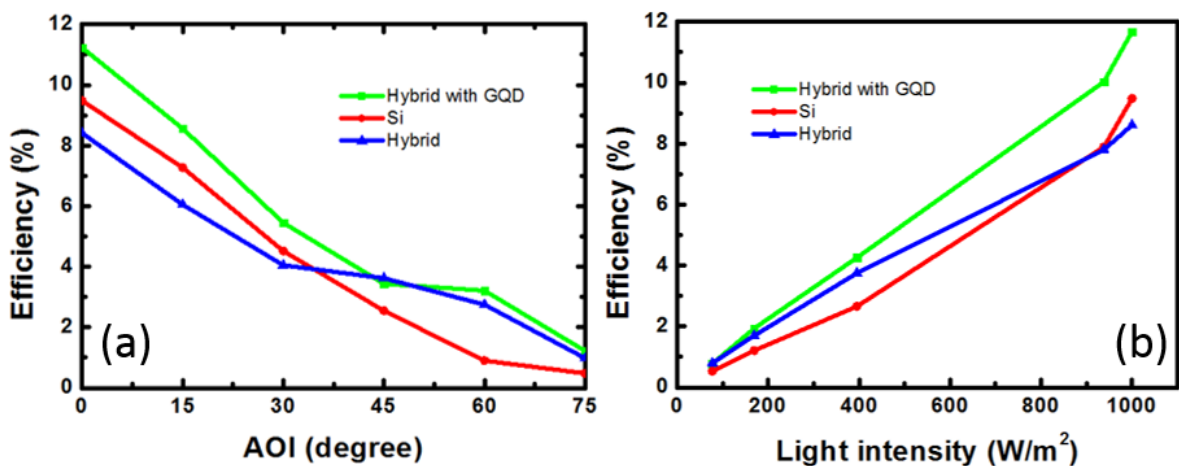 12
10
8
6
4
2
0
Efficiency (%)
Hybrid with GQD
Si
Hybrid
(a)
0 15 30 45 60 75
AOI (degree)
12
10
8
6
4
2
0
Efficiency (%)
Hybrid with GQD
Si
Hybrid
(b)
0 200 400 600 800 1000
Light intensity (W/m²)